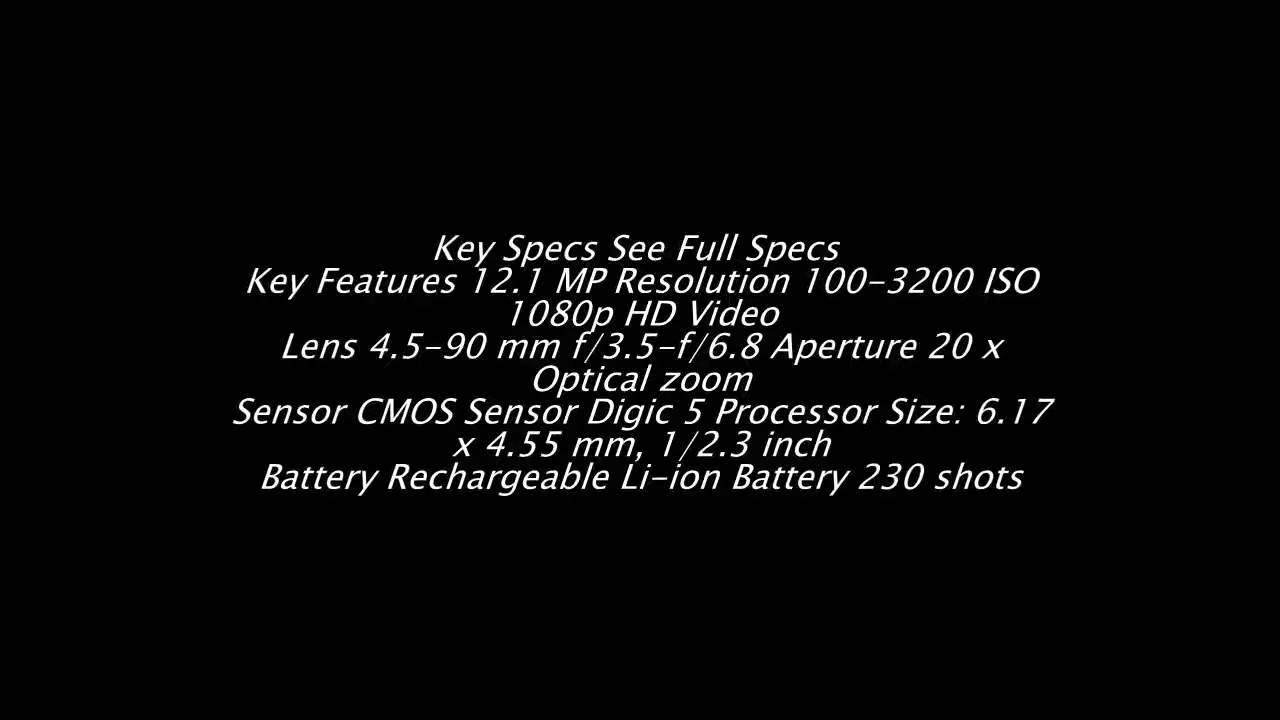 Key Specs See Full Specs
Key Features 12.1 MP Resolution 100-3200 ISO
1080p HD Video
Lens 4.5-90 mm f/3.5-f/6.8 Aperture 20 x
Optical zoom
Sensor CMOS Sensor Digic 5 Processor Size: 6.17
x 4.55 mm, 1/2.3 inch
Battery Rechargeable Li-ion Battery 230 shots